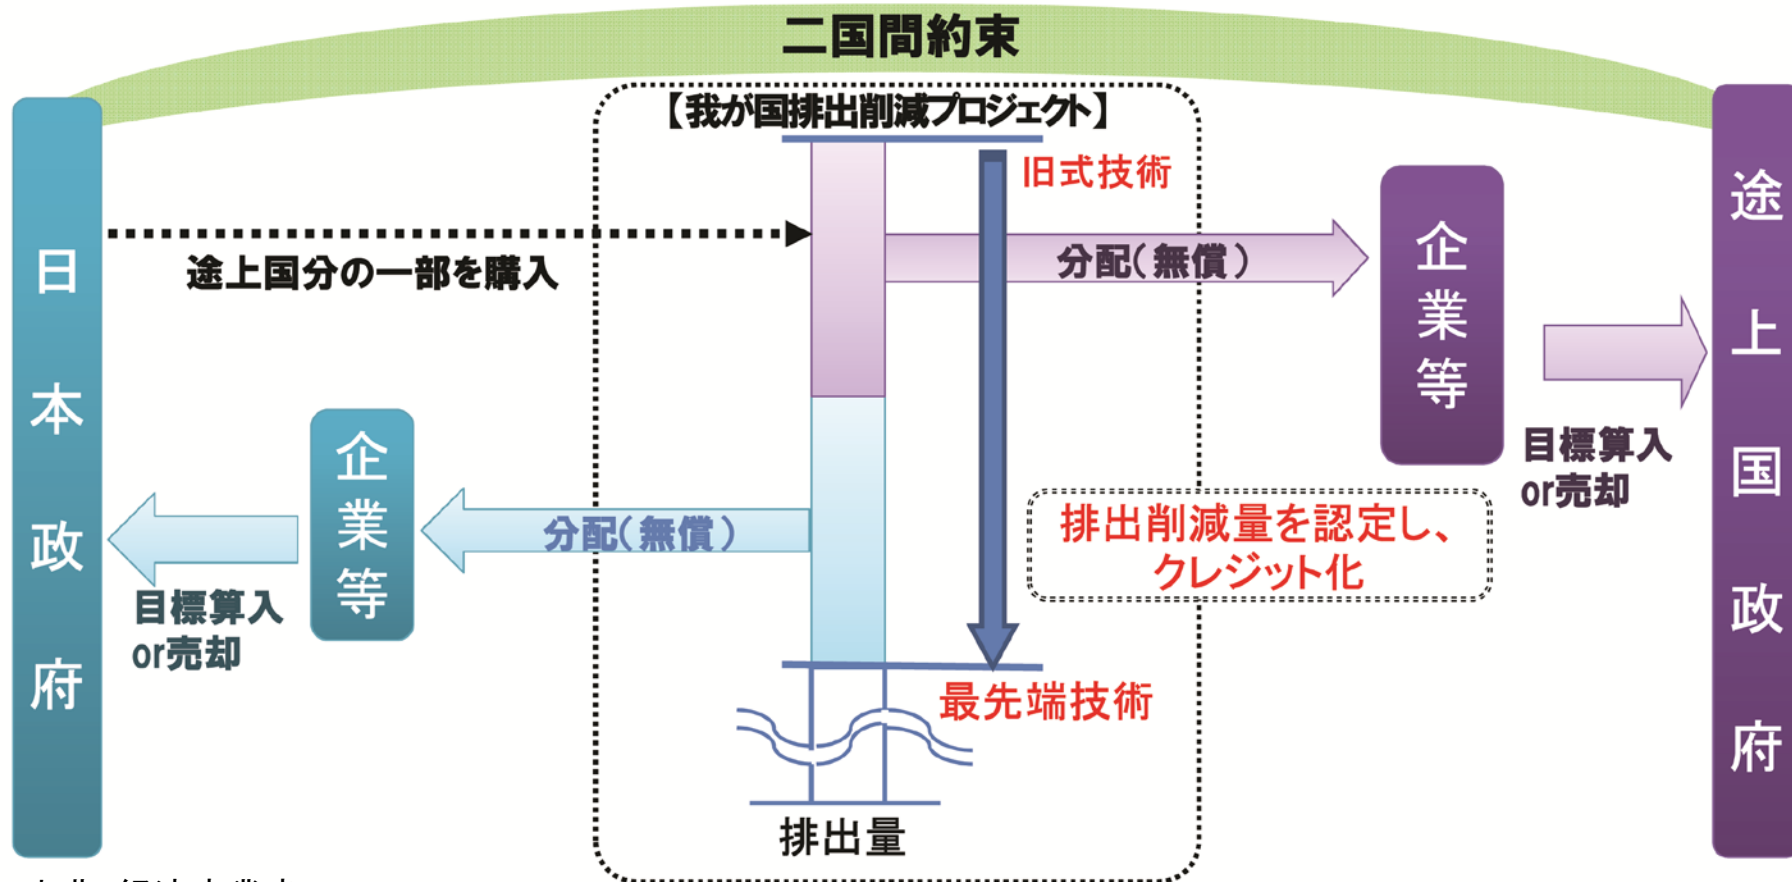 二国間約束
【我が国排出削減プロジェクト】
旧式技術
日本政府
途上国分の一部を購入
分配(無償)
企業等
途上国政府
目標算入
or売却
企業等
分配(無償)
目標算入
or売却
排出削減量を認定し、
クレジット化
最先端技術
排出量